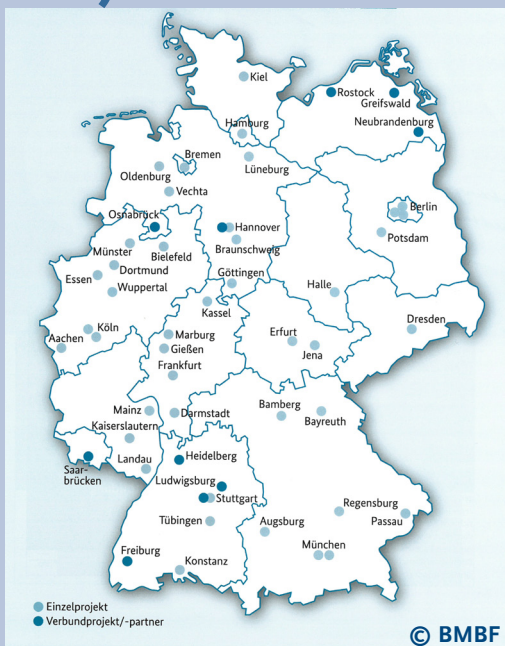 Kiel
Rostock
Greifswald
Neubrandenburg
Hamburg
Lüneburg
Bremen
Oldenburg
Vechta
Berlin
Potsdam
Osnabrück
Hannover
Braunschweig
Münster
Bielefeld
Dortmund
Essen
Wuppertal
Göttingen
Halle
Kassel
Dresden
Köln
Aachen
Marburg
Gießen
Frankfurt
Erfurt
Jena
Mainz
Darmstadt
Bamberg
Bayreuth
Kaiserslautern
Landau
Saar-
brücken
Heidelberg
Ludwigsburg
Stuttgart
Tübingen
Regensburg
Passau
Augsburg
München
Freiburg
Konstanz
Einzelprojekt
Verbundprojekt/-partner
© BMBF